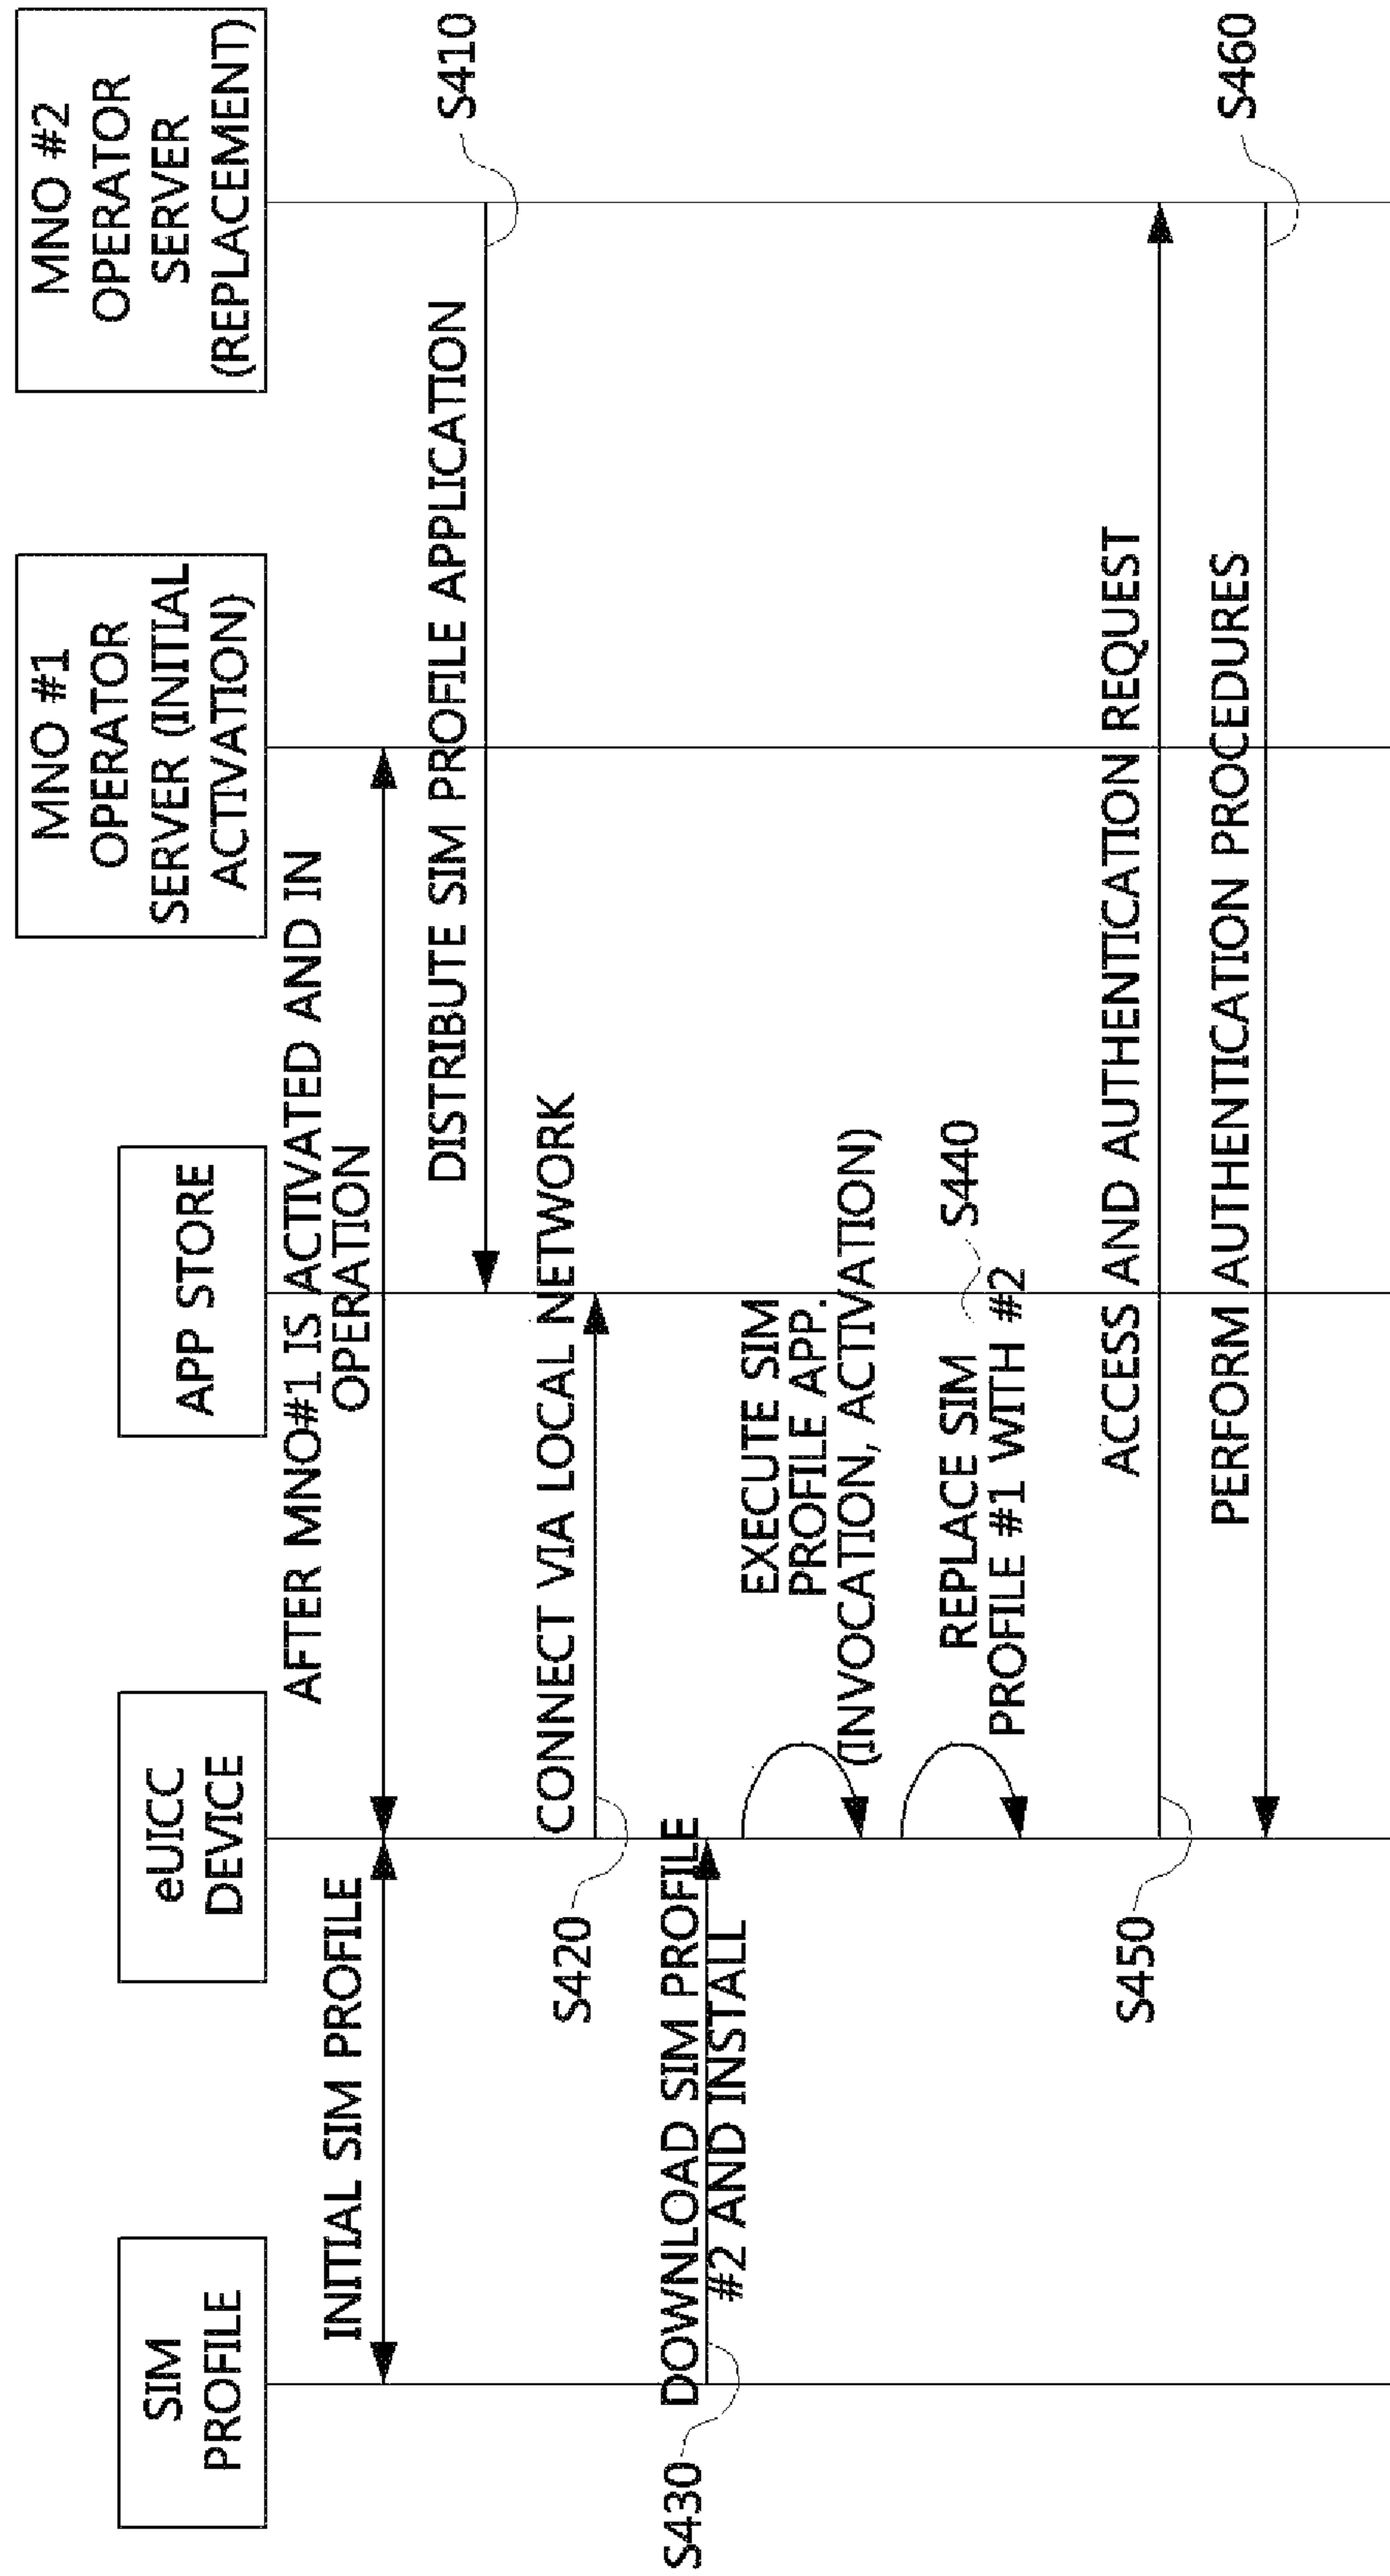 SIM
PROFILE
eUICC
DEVICE
APP STORE
MNO #1
OPERATOR
SERVER (INITIAL
ACTIVATION)
MNO #2
OPERATOR
SERVER
(REPLACEMENT)
INITIAL SIM PROFILE
AFTER MNO#1 IS ACTIVATED AND IN
OPERATION
DISTRIBUTE SIM PROFILE APPLICATION
S410
CONNECT VIA LOCAL NETWORK
S420
S430
DOWNLOAD SIM PROFILE
#2 AND INSTALL
EXECUTE SIM
PROFILE APP.
(INVOCATION, ACTIVATION)
REPLACE SIM
PROFILE #1 WITH #2
S440
ACCESS AND AUTHENTICATION REQUEST
S450
PERFORM AUTHENTICATION PROCEDURES
S460